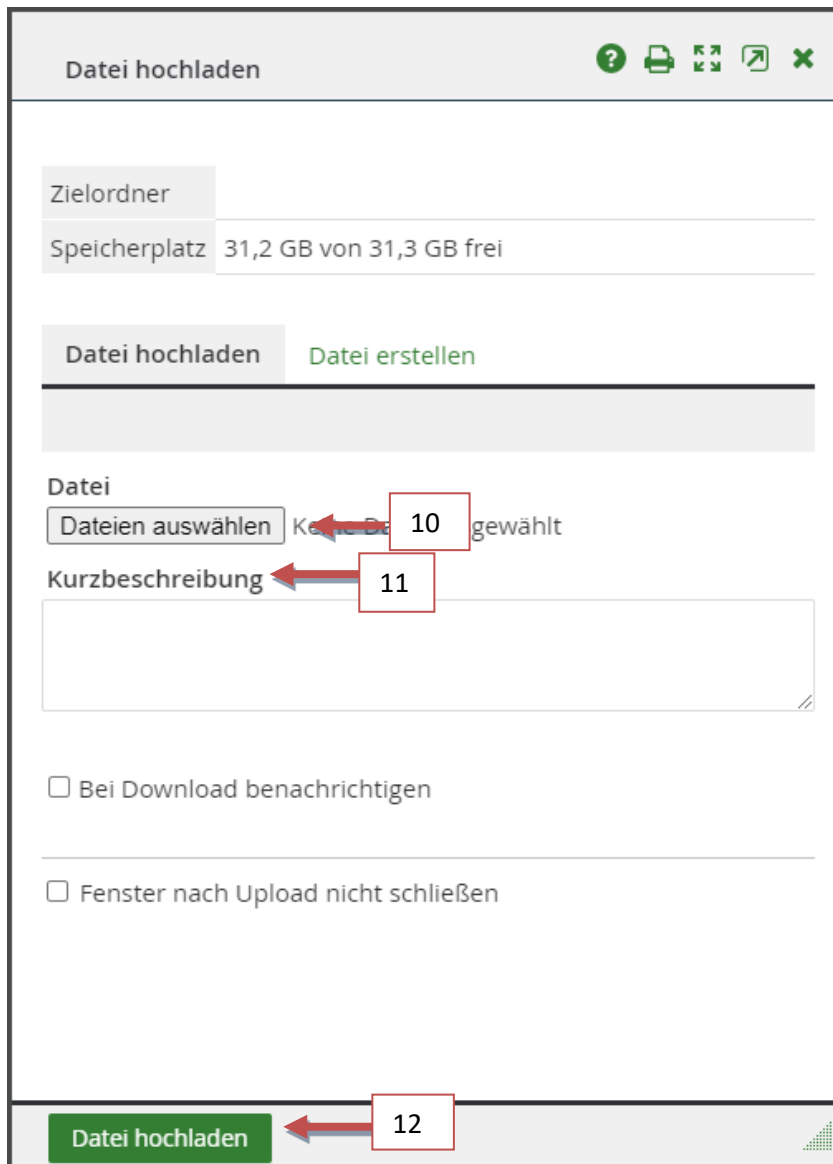 Datei hochladen
Zielordner
Speicherplatz 31,2 GB von 31,3 GB frei
Datei hochladen Datei erstellen
Datei
Dateien auswählen 10 gewählt
Kurzbeschreibung 11
Bei Download benachrichtigen
Fenster nach Upload nicht schließen
Datei hochladen 12